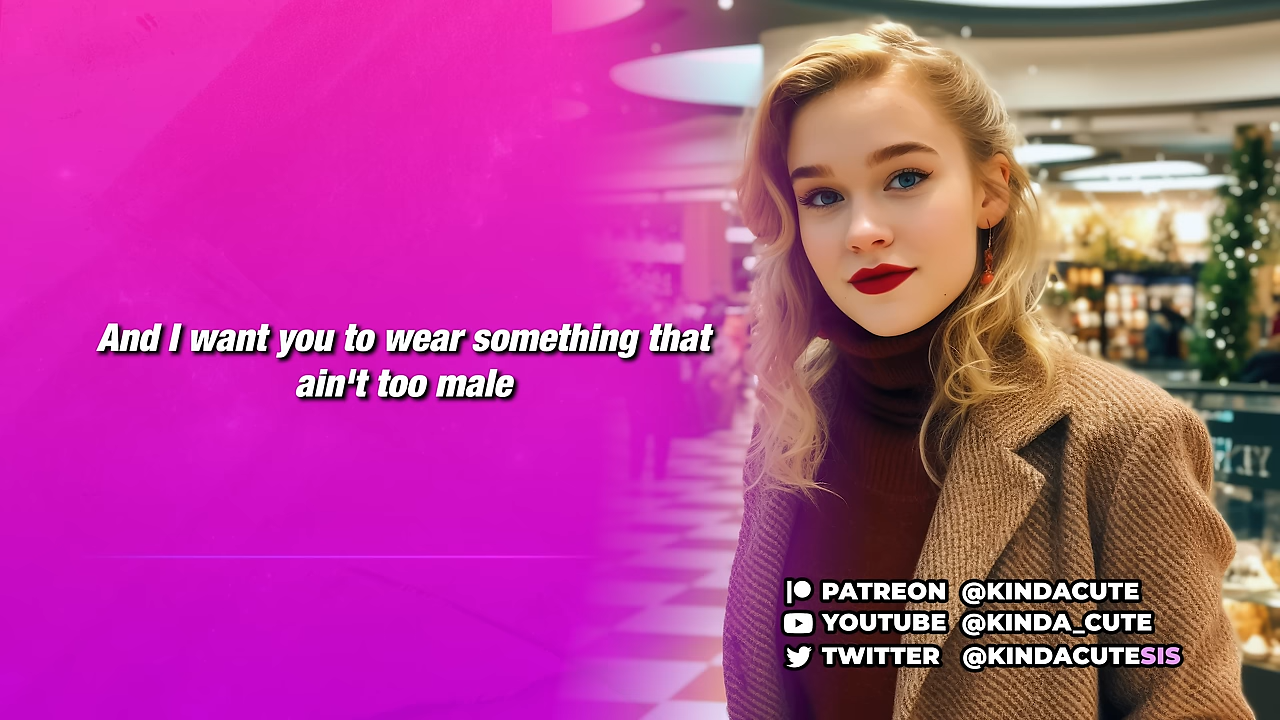 And I want you to wear something that
ain't too male
PATREON @KINDACUTE
YOUTUBE @KINDA_CUTE
TWITTER @KINDACUTESIS